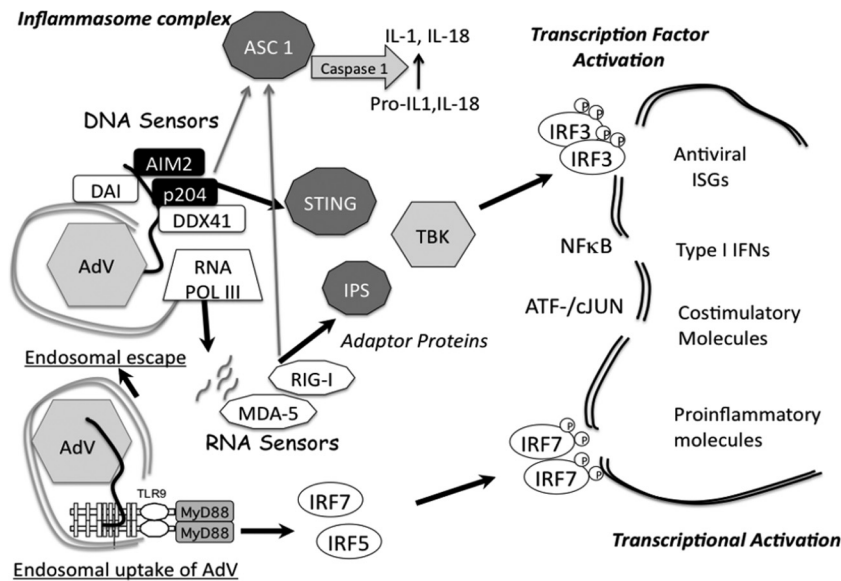 Inflammasome complex
ASC 1
Caspase 1
IL-1, IL-18
Pro-IL1,IL-18
Transcription Factor
Activation
DNA Sensors
AIM2
DAI
p204
DDX41
AdV
RNA
POL III
STING
TBK
IPS
Adaptor Proteins
P
P
IRF3
P
P
IRF3
Antiviral
ISGs
NFκB
Type I IFNs
ATF-/cJUN
Costimulatory
Molecules
Endosomal escape
RIG-I
MDA-5
RNA Sensors
AdV
TLR9
MyD88
MyD88
IRF7
IRF5
P
P
IRF7
P
P
IRF7
Proinflammatory
molecules
Endosomal uptake of AdV
Transcriptional Activation